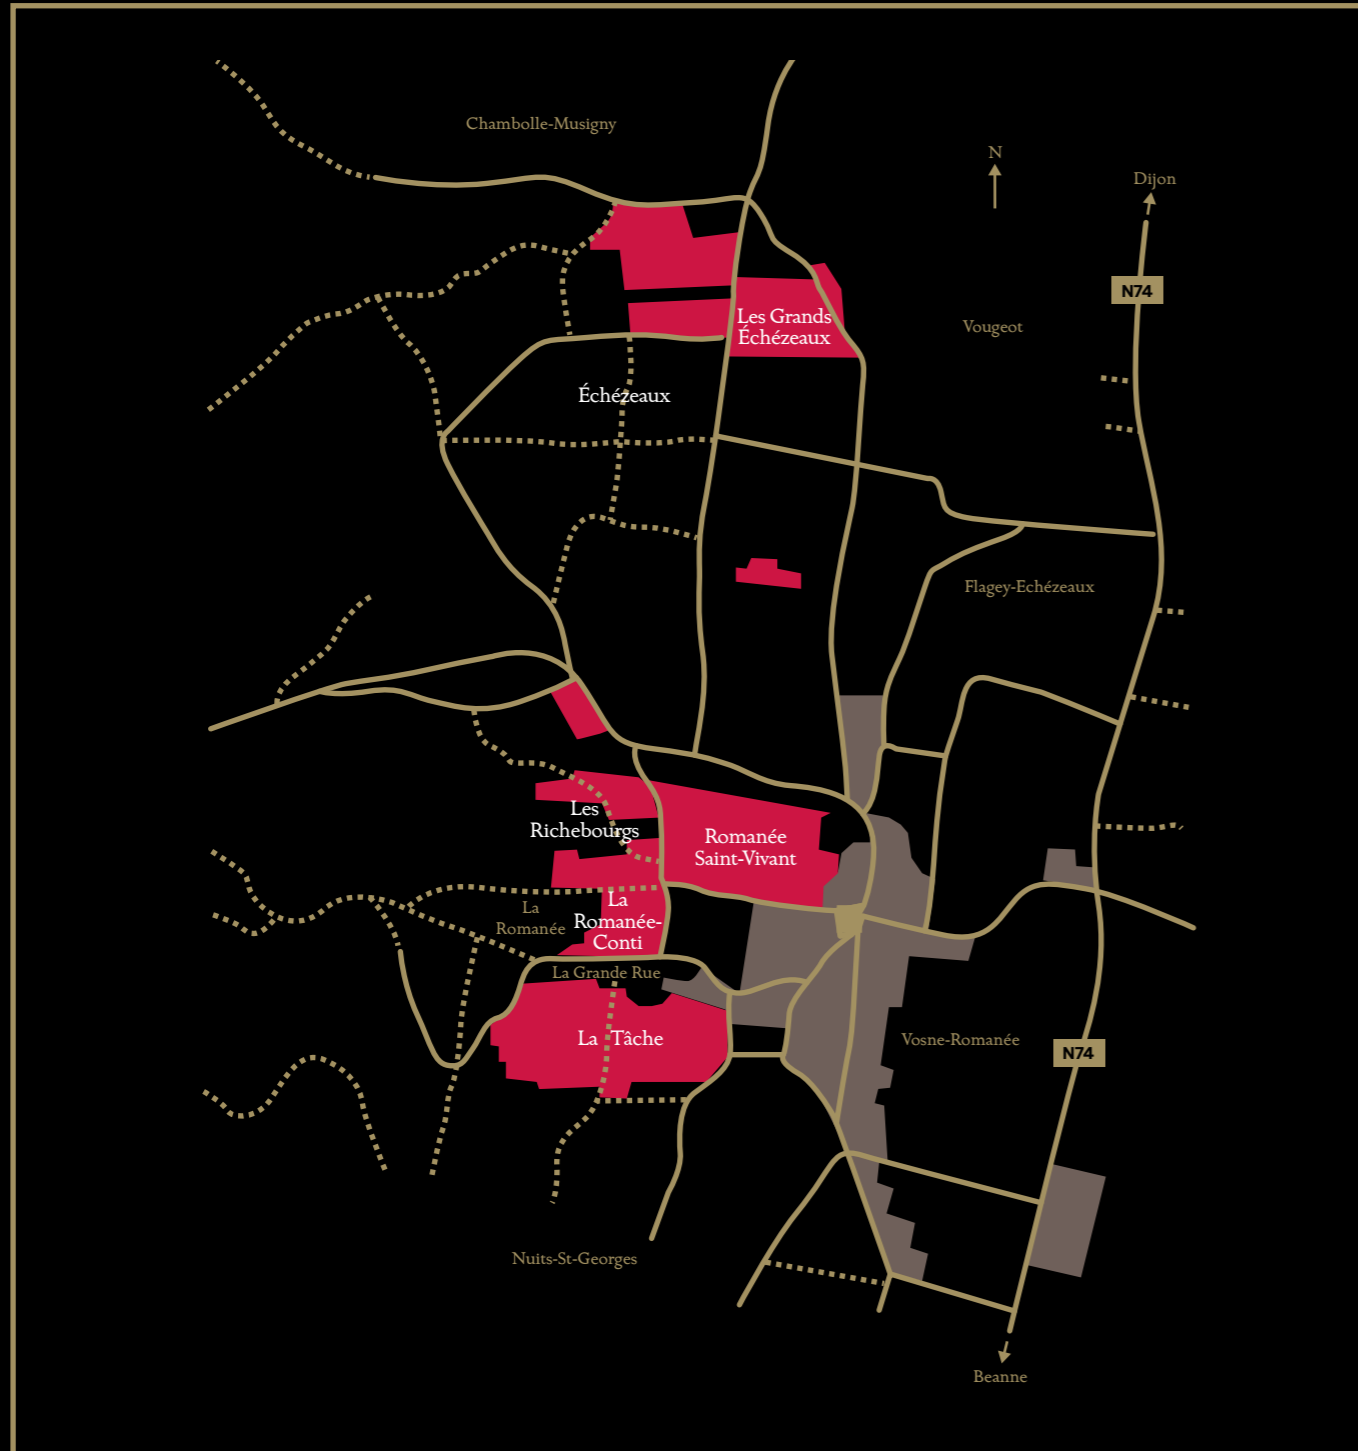 Chambolle-Musigny
N
Dijon
N74
Les Grands
Échézeaux
Vougeot
Échézeaux
Flagey-Echézeaux
Les
Richebourgs
Romanée
Saint-Vivant
La
Romanée
La
Romanée-
Conti
La Grande Rue
La Tâche
Vosne-Romanée
N74
Nuits-St-Georges
Beanne